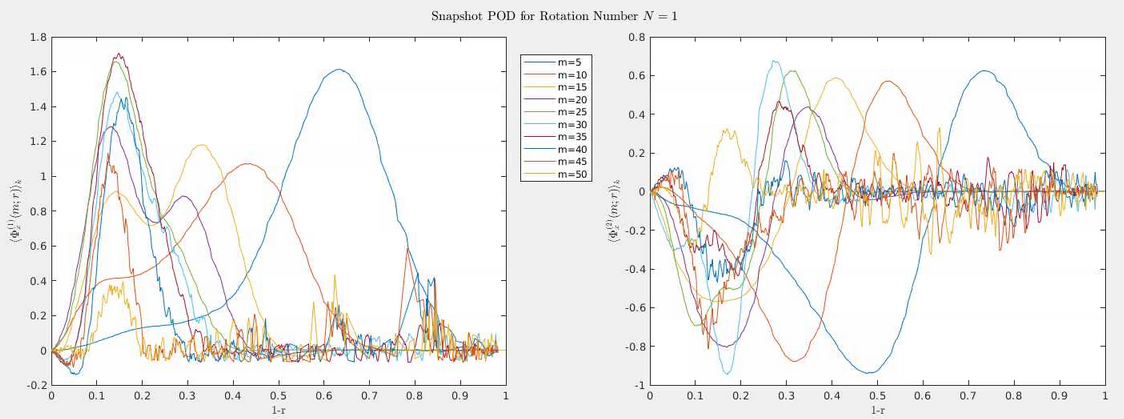 Snapshot POD for Rotation Number N = 1
1.8
1.6
1.4
1.2
1
0.8
0.6
0.4
0.2
0
-0.2
0
0.1
0.2
0.3
0.4
0.5
0.6
0.7
0.8
0.9
1
1-r
⟨Φ_x^(1)(m;r)⟩_k
m=5
m=10
m=15
m=20
m=25
m=30
m=35
m=40
m=45
m=50
0.8
0.6
0.4
0.2
0
-0.2
-0.4
-0.6
-0.8
-1
0
0.1
0.2
0.3
0.4
0.5
0.6
0.7
0.8
0.9
1
1-r
⟨Φ_x^(2)(m;r)⟩_k